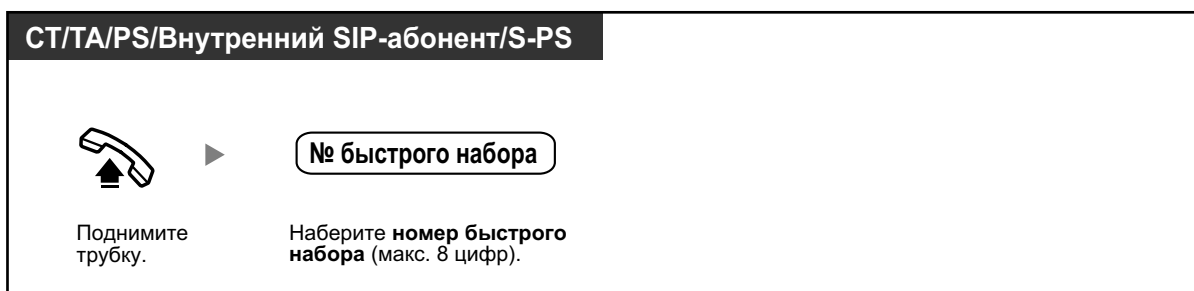 СТ/ТА/PS/Внутренний SIP-абонент/S-PS
№ быстрого набора
Поднимите
трубку.
Наберите номер быстрого
набора (макс. 8 цифр).